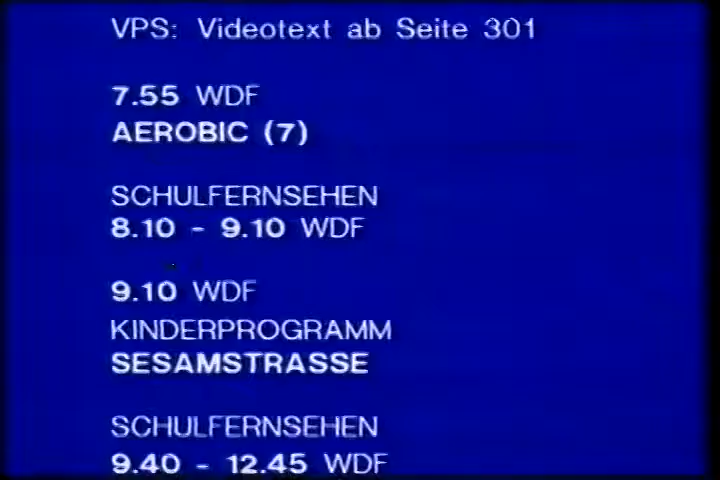 VPS: Videotext ab Seite 301
7.55 WDF
AEROBIC (7)
SCHULFERNSEHEN
8.10 - 9.10 WDF
9.10 WDF
KINDERPROGRAMM
SESAMSTRASSE
SCHULFERNSEHEN
9.40 - 12.45 WDF